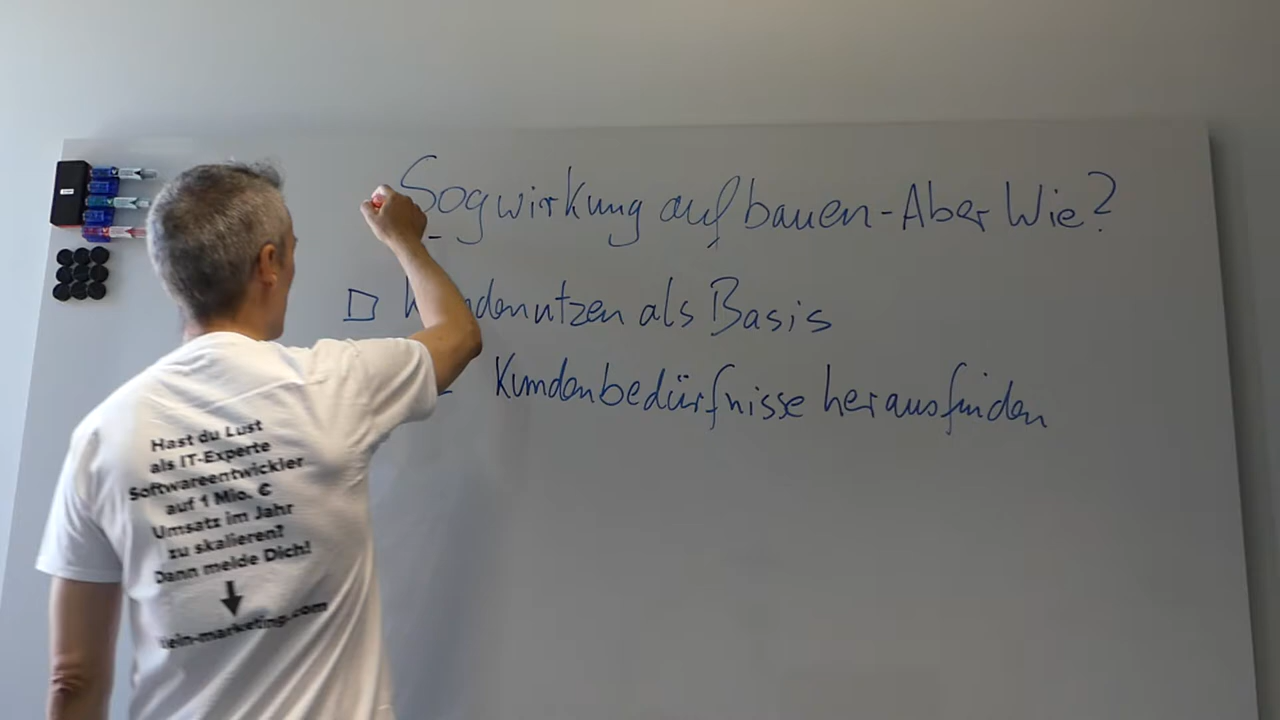 Sogwirkung aufbauen - Aber Wie?
als Basis
Kundenbedürfnisse herausfinden
Hast du Lust
als IT-Experte
Softwareentwickler
auf 1 Mio. €
Umsatz im Jahr
zu skalieren?
Dann melde Dich!